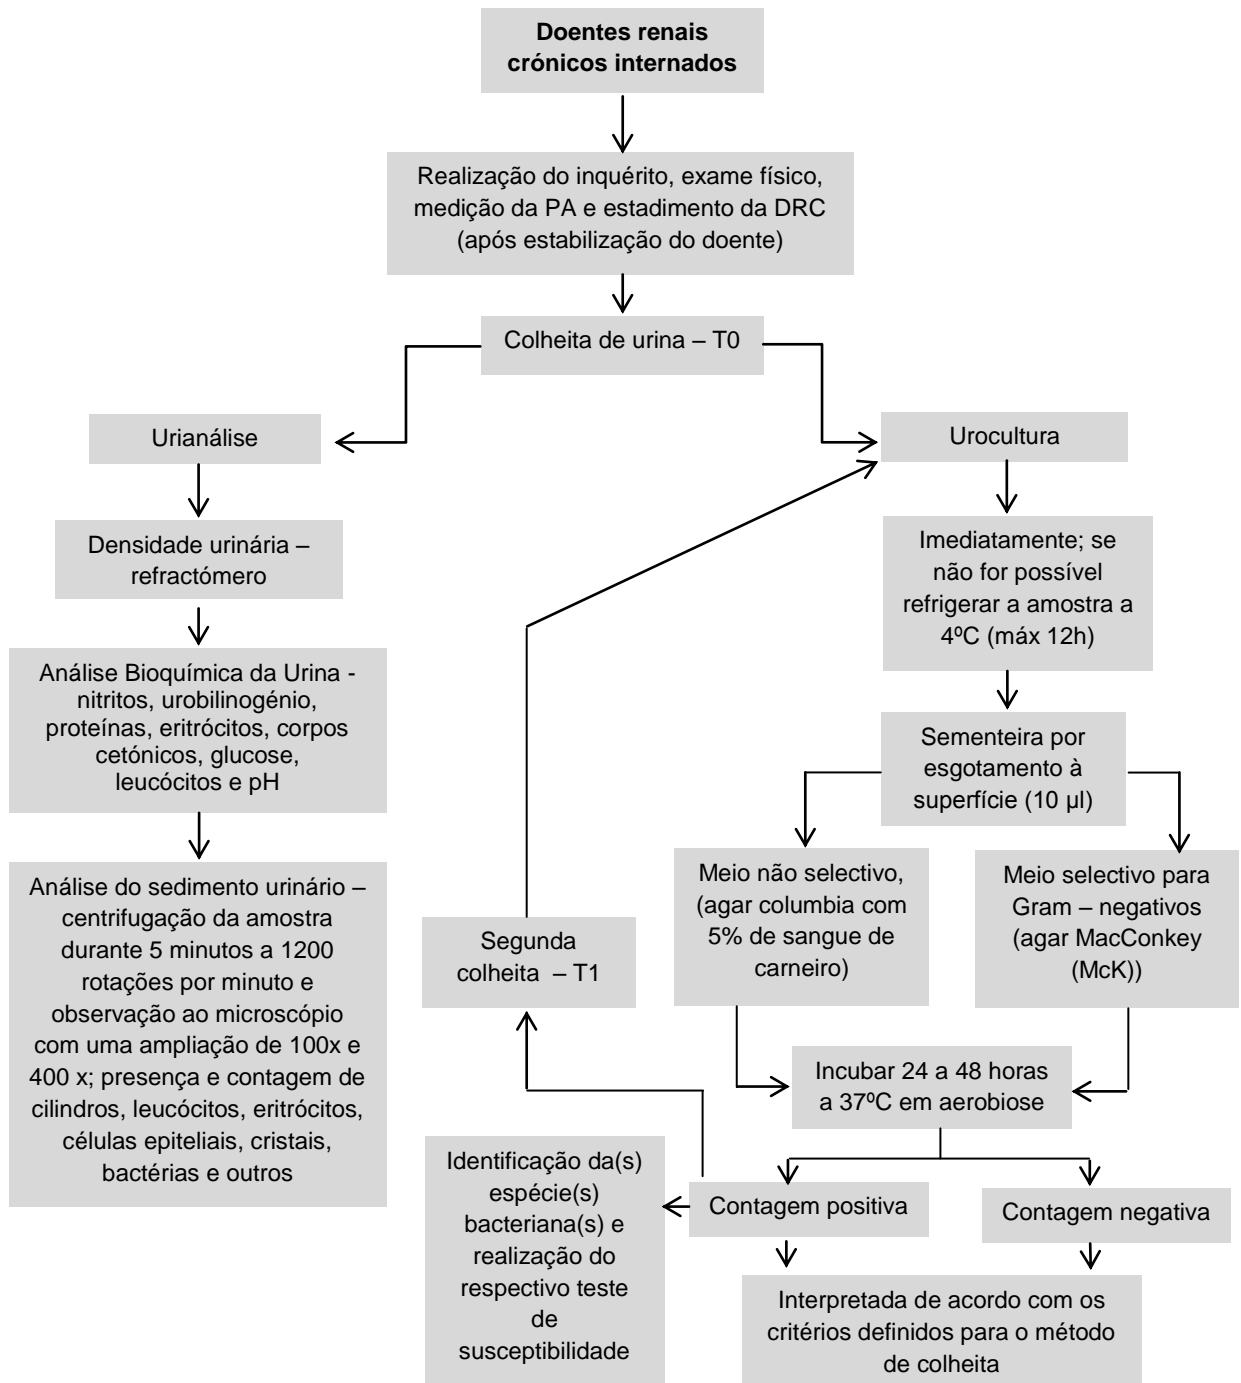 Doentes renais
crónicos internados
Realização do inquérito, exame físico,
medição da PA e estadimento da DRC
(após estabilização do doente)
Colheita de urina – T0
Urianálise
Densidade urinária –
refractómero
Análise Bioquímica da Urina -
nitritos, urobilinogénio,
proteínas, eritrócitos, corpos
cetónicos, glucose,
leucócitos e pH
Análise do sedimento urinário –
centrifugação da amostra
durante 5 minutos a 1200
rotações por minuto e
observação ao microscópio
com uma ampliação de 100x e
400 x; presença e contagem de
cilindros, leucócitos, eritrócitos,
células epiteliais, cristais,
bactérias e outros
Urocultura
Imediatamente; se
não for possível
refrigerar a amostra a
4ºC (máx 12h)
Sementeira por
esgotamento à
superfície (10 µl)
Meio não selectivo,
(agar columbia com
5% de sangue de
carneiro)
Meio selectivo para
Gram – negativos
(agar MacConkey
(McK))
Segunda
colheita – T1
Incubar 24 a 48 horas
a 37ºC em aerobiose
Identificação da(s)
espécie(s)
bacteriana(s) e
realização do
respectivo teste
de
susceptibilidade
Contagem positiva
Contagem negativa
Interpretada de acordo com os
critérios definidos para o método
de colheita